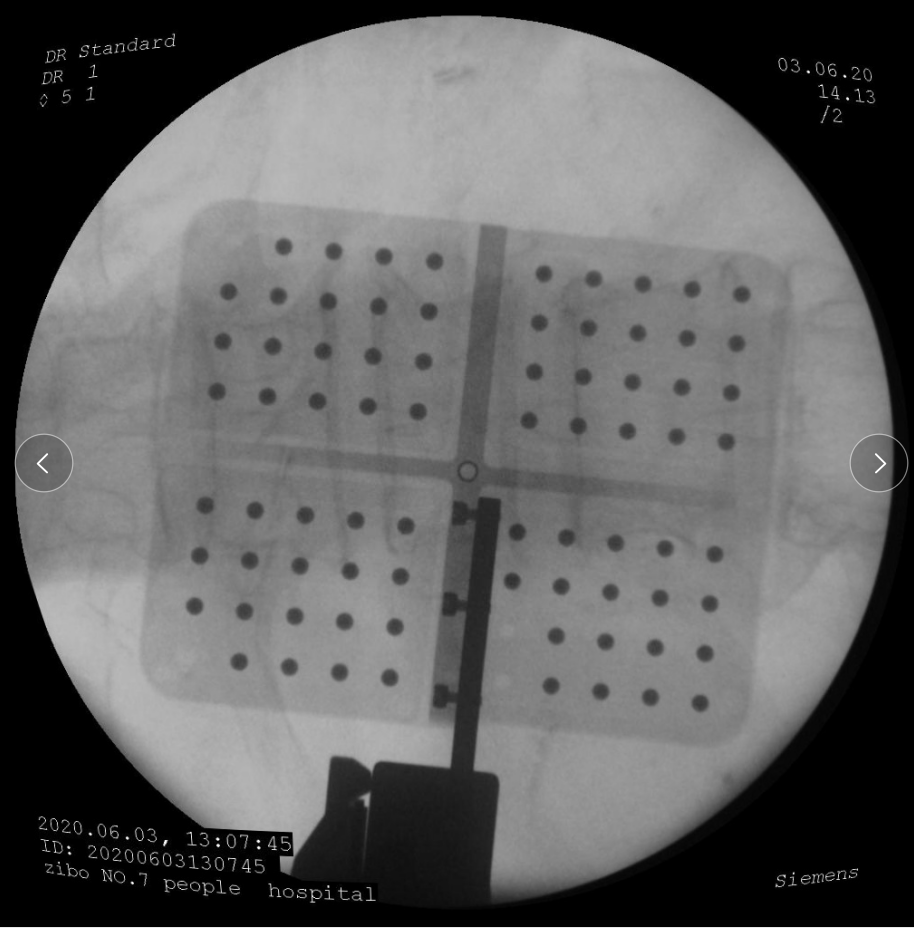 DR Standard
DR 1
◊ 5 1
03.06.20
14.13
/2
2020.06.03, 13:07:45
ID: 20200603130745
zibo NO.7 people hospital
Siemens